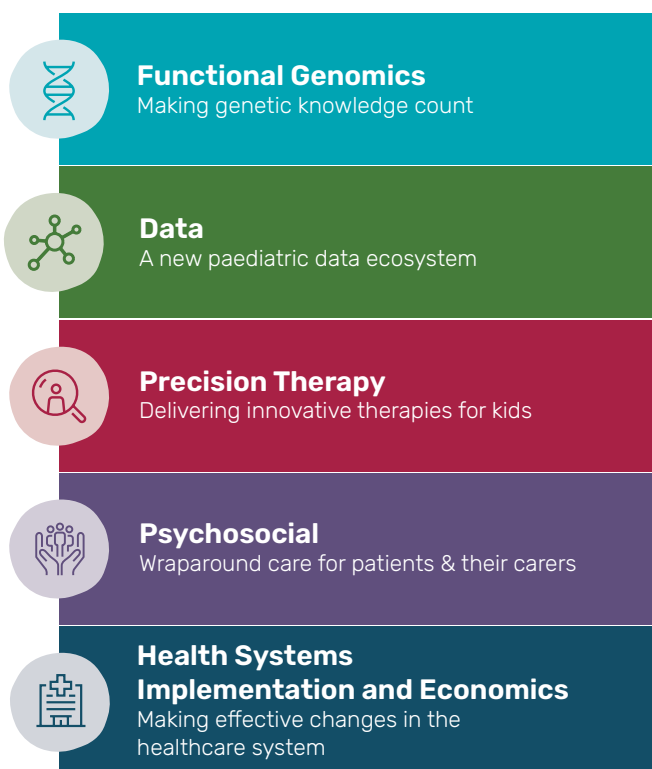 Functional Genomics
Making genetic knowledge count
Data
A new paediatric data ecosystem
Precision Therapy
Delivering innovative therapies for kids
Psychosocial
Wraparound care for patients & their carers
Health Systems
Implementation and Economics
Making effective changes in the
healthcare system